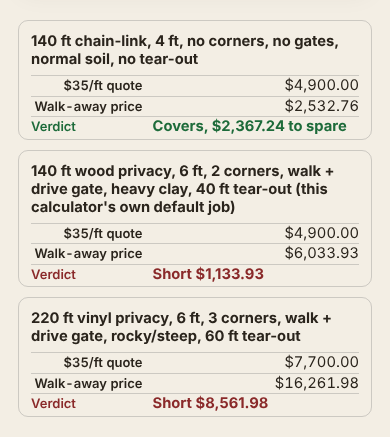 140 ft chain-link, 4 ft, no corners, no gates,
normal soil, no tear-out
$35/ft quote $4,900.00
Walk-away price $2,532.76
Verdict Covers, $2,367.24 to spare
140 ft wood privacy, 6 ft, 2 corners, walk +
drive gate, heavy clay, 40 ft tear-out (this
calculator's own default job)
$35/ft quote $4,900.00
Walk-away price $6,033.93
Verdict Short $1,133.93
220 ft vinyl privacy, 6 ft, 3 corners, walk +
drive gate, rocky/steep, 60 ft tear-out
$35/ft quote $7,700.00
Walk-away price $16,261.98
Verdict Short $8,561.98